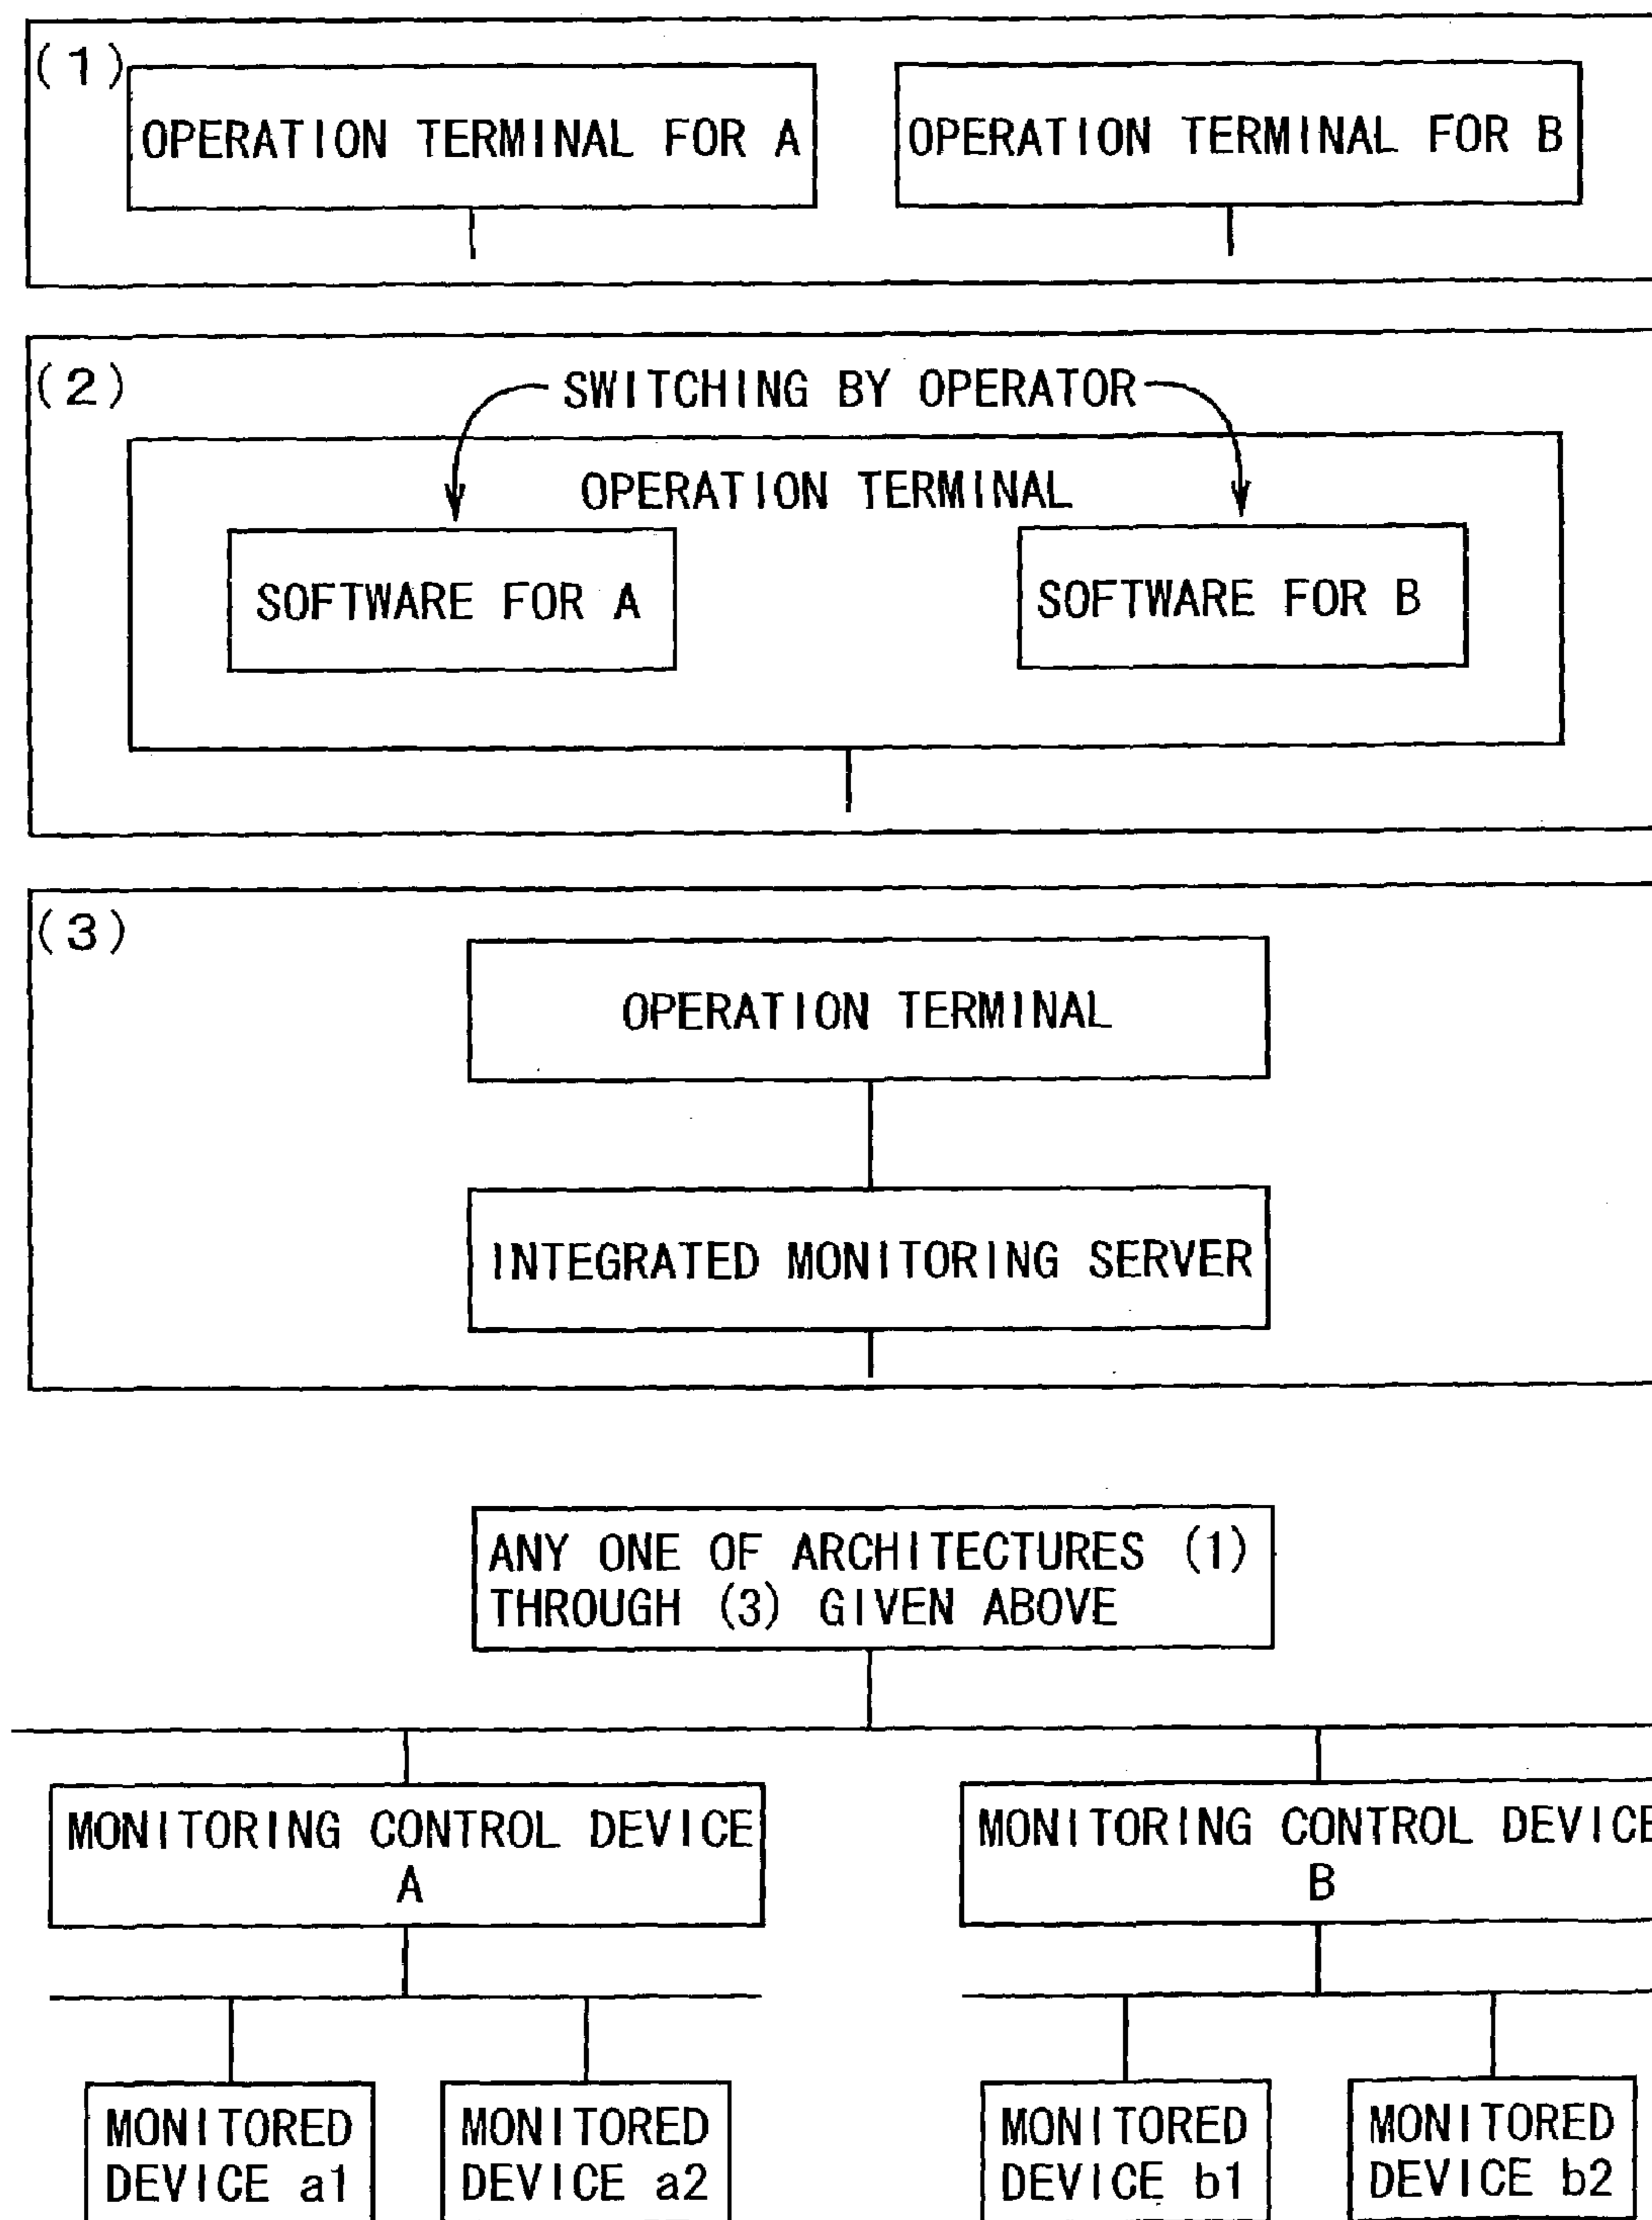 (1)
OPERATION TERMINAL FOR A
OPERATION TERMINAL FOR B
(2)
SWITCHING BY OPERATOR
OPERATION TERMINAL
SOFTWARE FOR A
SOFTWARE FOR B
(3)
OPERATION TERMINAL
INTEGRATED MONITORING SERVER
ANY ONE OF ARCHITECTURES (1)
THROUGH (3) GIVEN ABOVE
MONITORING CONTROL DEVICE
A
MONITORING CONTROL DEVICE
B
MONITORED
DEVICE a1
MONITORED
DEVICE a2
MONITORED
DEVICE b1
MONITORED
DEVICE b2